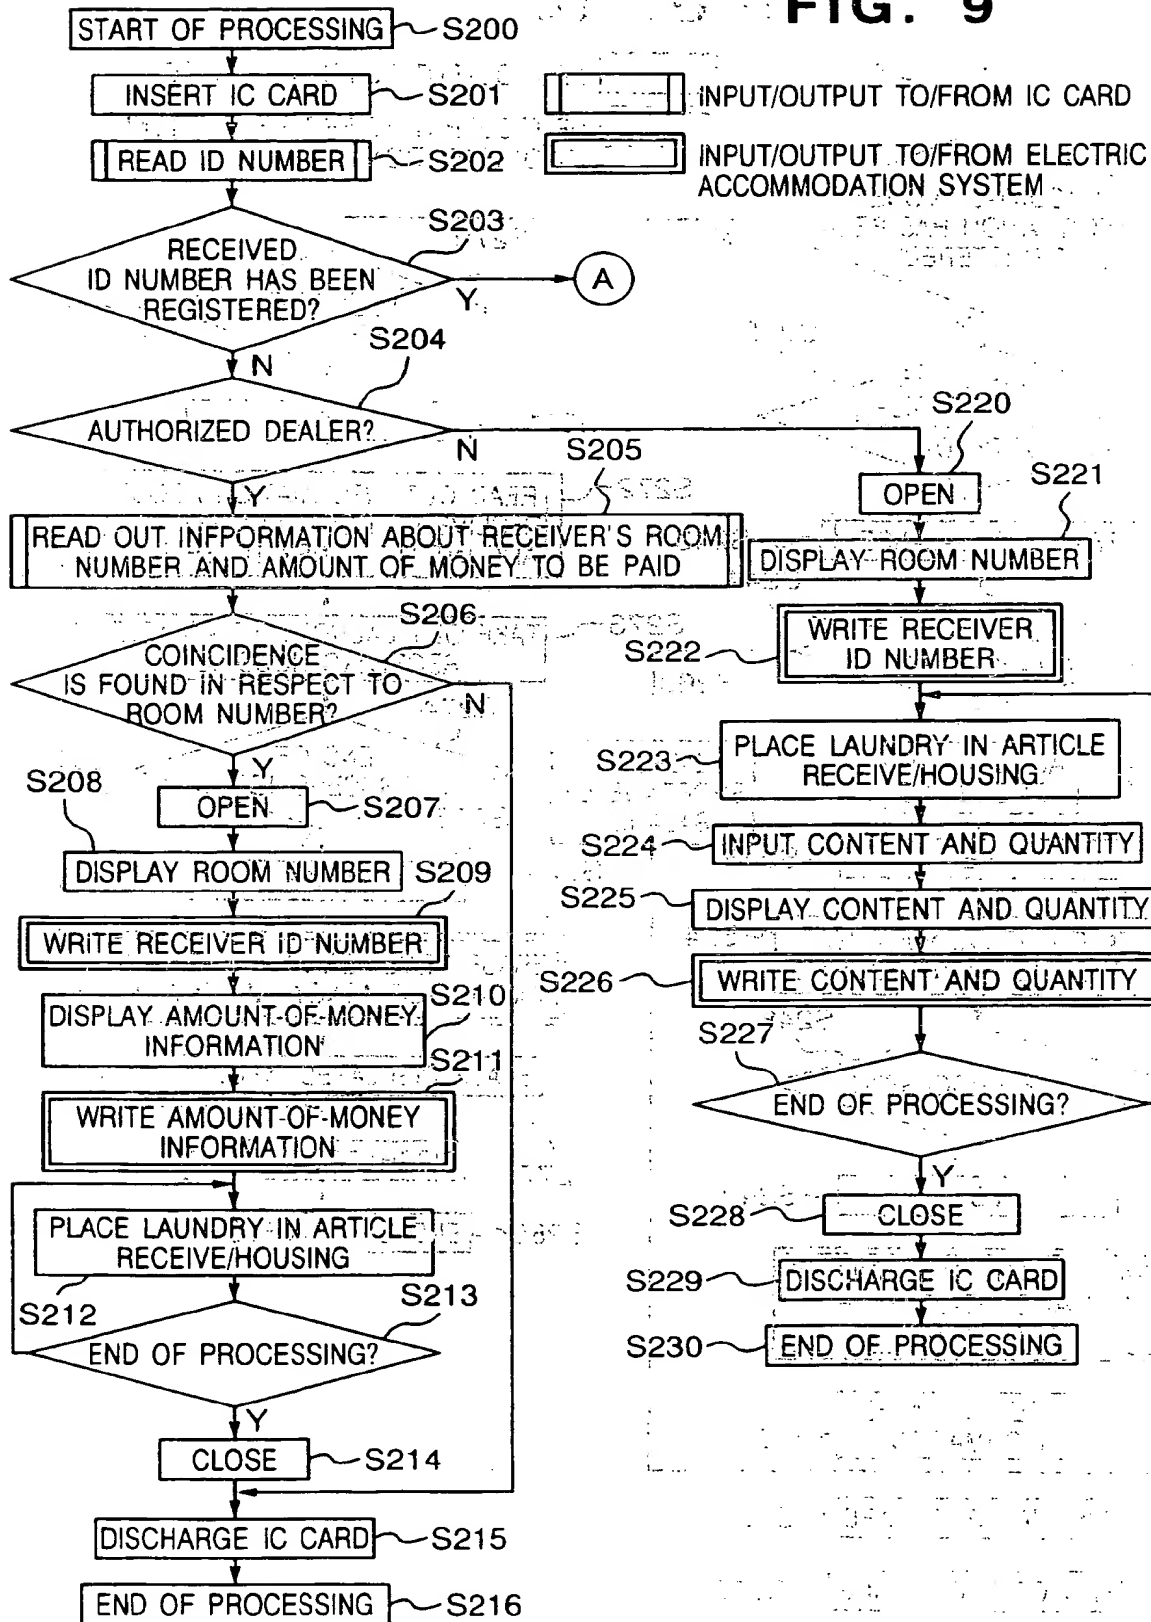 FIG. 9
START OF PROCESSING
S200
INSERT IC CARD
S201
READ ID NUMBER
S202
INPUT/OUTPUT TO/FROM IC CARD
INPUT/OUTPUT TO/FROM ELECTRIC
ACCOMMODATION SYSTEM
S203
RECEIVED
ID NUMBER HAS BEEN
REGISTERED?
Y
A
N
S204
AUTHORIZED DEALER?
N
Y
S205
READ OUT INFPORMATION ABOUT RECEIVER'S ROOM
NUMBER AND AMOUNT OF MONEY TO BE PAID
S206
COINCIDENCE
IS FOUND IN RESPECT TO
ROOM NUMBER?
N
Y
OPEN
S207
S208
DISPLAY ROOM NUMBER
S209
WRITE RECEIVER ID NUMBER
S210
DISPLAY AMOUNT-OF-MONEY
INFORMATION
S211
WRITE AMOUNT-OF-MONEY
INFORMATION
PLACE LAUNDRY IN ARTICLE
RECEIVE/HOUSING
S212
S213
END OF PROCESSING?
Y
CLOSE
S214
DISCHARGE IC CARD
S215
END OF PROCESSING
S216
S220
OPEN
S221
DISPLAY ROOM NUMBER
WRITE RECEIVER
ID NUMBER
S222
PLACE LAUNDRY IN ARTICLE
RECEIVE/HOUSING
S223
S224
INPUT CONTENT AND QUANTITY
S225
DISPLAY CONTENT AND QUANTITY
S226
WRITE CONTENT AND QUANTITY
S227
END OF PROCESSING?
Y
S228
CLOSE
S229
DISCHARGE IC CARD
S230
END OF PROCESSING